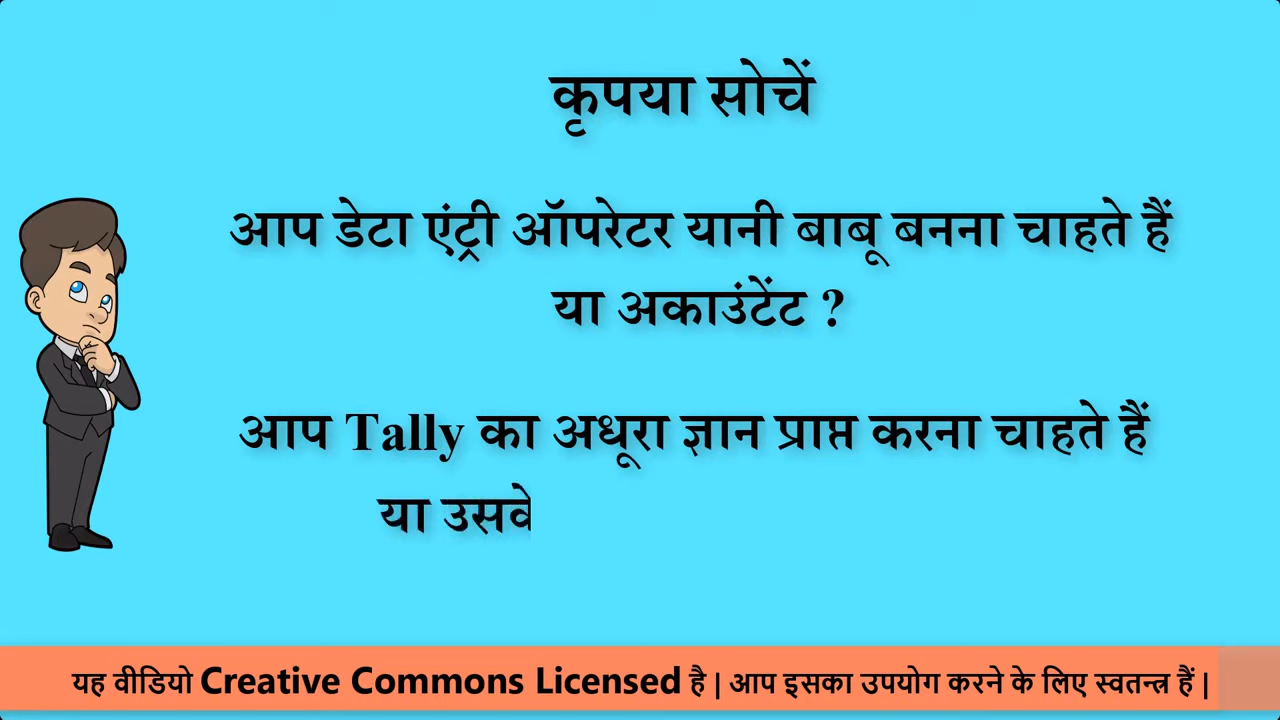 कृपया सोचें
आप डेटा एंट्री ऑपरेटर यानी बाबू बनना चाहते हैं
या अकाउंटेंट ?
आप Tally का अधूरा ज्ञान प्राप्त करना चाहते हैं
या
यह वीडियो Creative Commons Licensed है | आप इसका उपयोग करने के लिए स्वतन्त्र हैं |